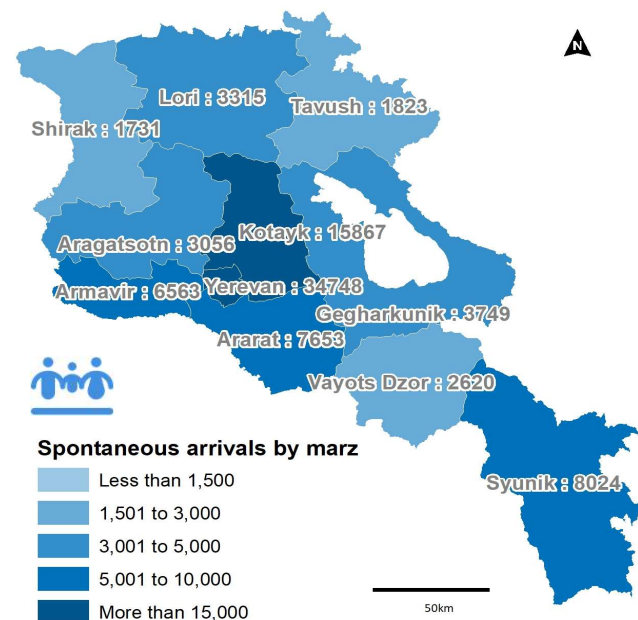 N
Lori : 3315
Tavush : 1823
Shirak : 1731
Kotayk : 15867
Aragatsotn : 3056
Yerevan : 34748
Armavir : 6563
Gegharkunik : 3749
Ararat : 7653
Vayots Dzor : 2620
Syunik : 8024
Spontaneous arrivals by marz
Less than 1,500
1,501 to 3,000
3,001 to 5,000
5,001 to 10,000
More than 15,000
50km